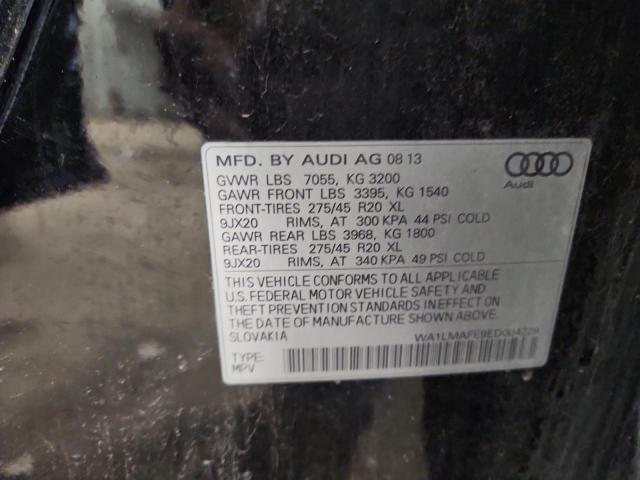 MFD. BY AUDI AG 08 13
GVWR LBS 7055, KG 3200
GAWR FRONT LBS 3395, KG 1540
FRONT-TIRES 275/45 R20 XL
9JX20 RIMS, AT 300 KPA 44 PSI COLD
GAWR REAR LBS 3968, KG 1800
REAR-TIRES 275/45 R20 XL
9JX20 RIMS, AT 340 KPA 49 PSI COLD
Audi
THIS VEHICLE CONFORMS TO ALL APPLICABLE
U.S. FEDERAL MOTOR VEHICLE SAFETY AND
THEFT PREVENTION STANDARDS IN EFFECT ON
THE DATE OF MANUFACTURE SHOWN ABOVE.
SLOVAKIA
WA1LMAFE9ED004229
TYPE:
MPV